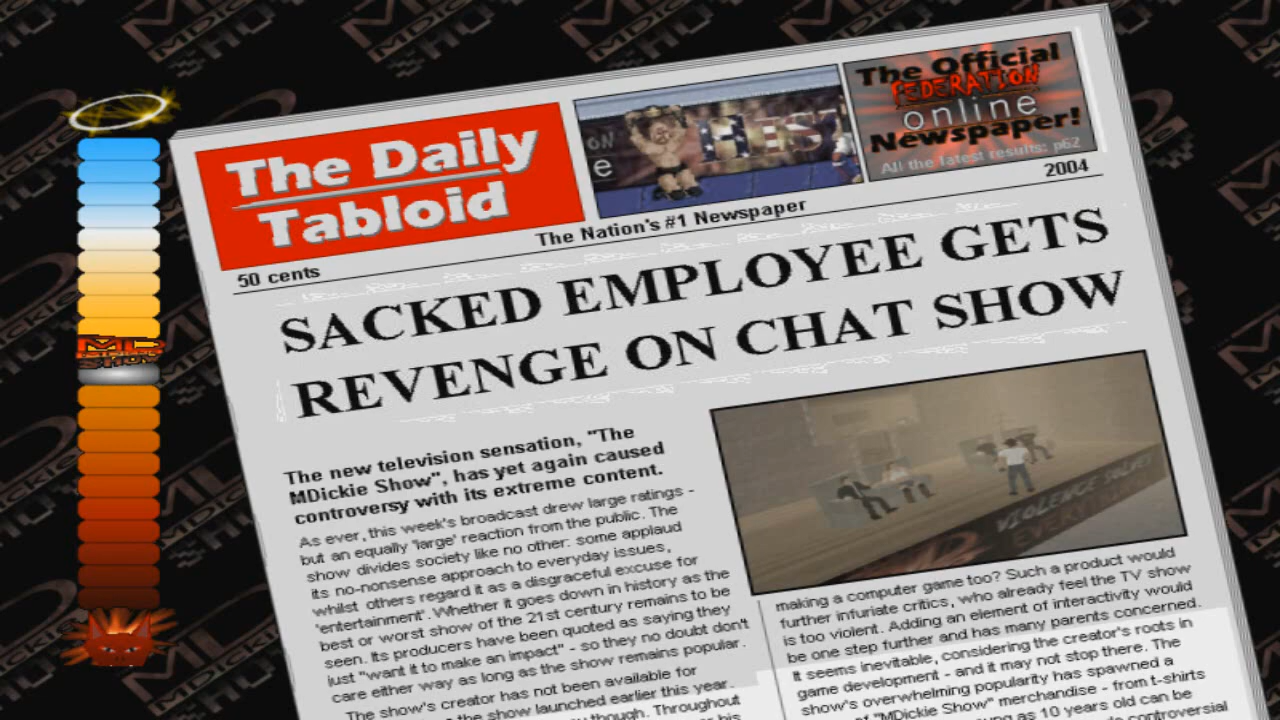 The Daily
Tabloid
The Official
FEDERATION
online
Newspaper!
All the latest results: p62
50 cents
The Nation's #1 Newspaper
2004
SACKED EMPLOYEE GETS
REVENGE ON CHAT SHOW
The new television sensation, "The
MDickie Show", has yet again caused
controversy with its extreme content.
As ever, this week's broadcast drew large ratings -
but an equally 'large' reaction from the public. The
show divides society like no other: some applaud
its no-nonsense approach to everyday issues,
whilst others regard it as a disgraceful excuse for
'entertainment'. Whether it goes down in history as the
best or worst show of the 21st century remains to be
seen. Its producers have been quoted as saying they
just "want it to make an impact" - so they no doubt don't
care either way as long as the show remains popular.
The show's creator has not been available for
the show launched earlier this year.
though. Throughout
his
VIOLENCE
making a computer game too? Such a product would
further infuriate critics, who already feel the TV show
is too violent. Adding an element of interactivity would
be one step further and has many parents concerned.
It seems inevitable, considering the creator's roots in
game development - and it may not stop there. The
show's overwhelming popularity has spawned a
of "MDickie Show" merchandise - from t-shirts
as 10 years old can be
controversial
MD
SHOW